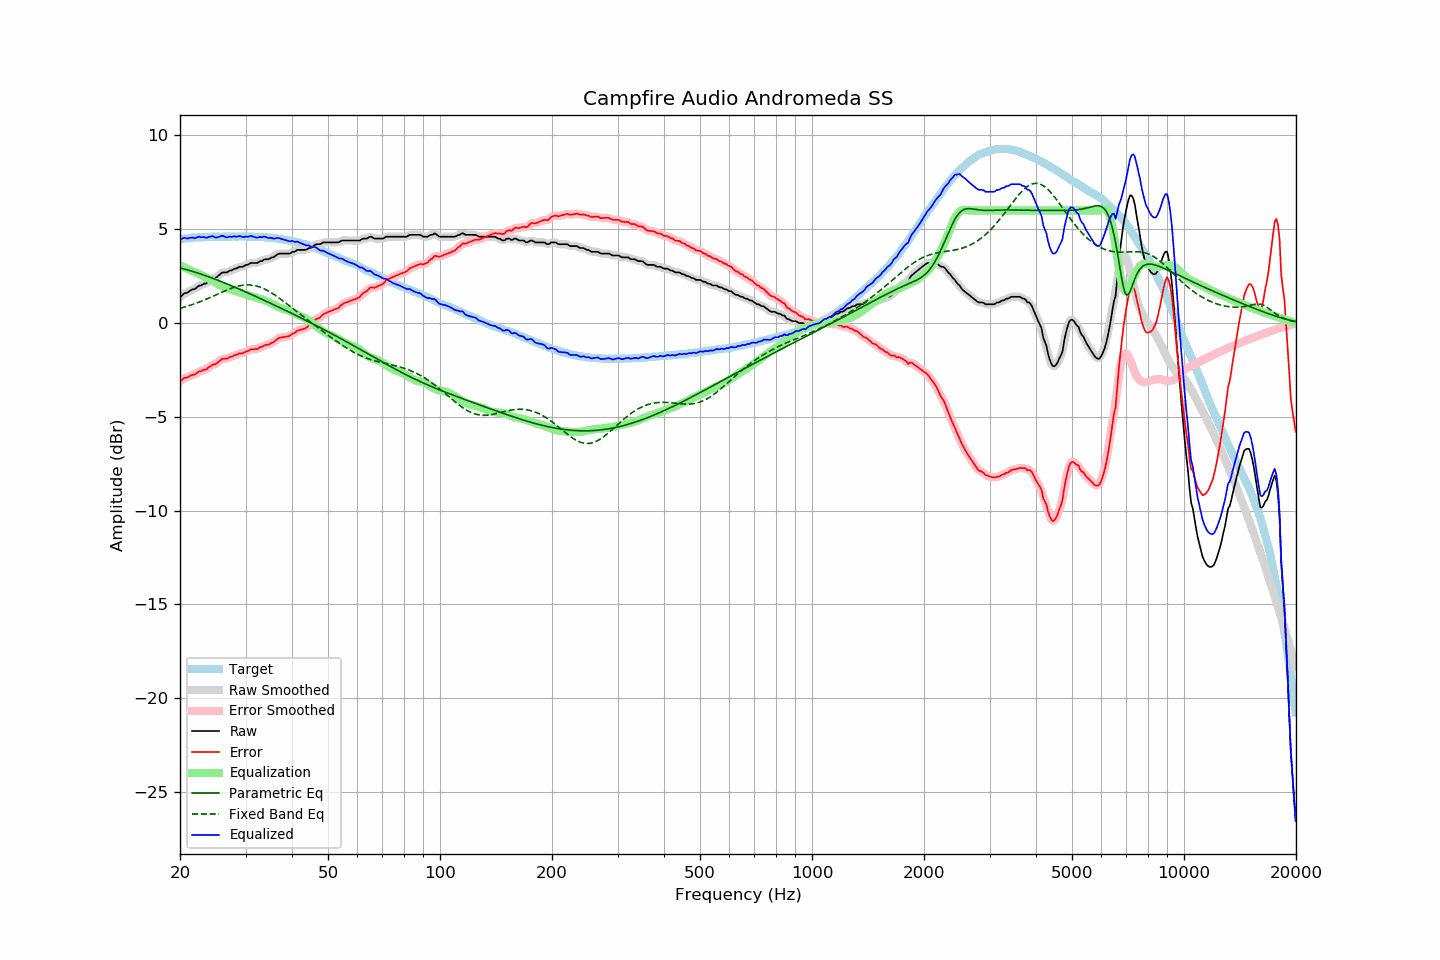 Campfire Audio Andromeda SS
10
5
0
−5
−10
−15
−20
−25
Amplitude (dBr)
Target
Raw Smoothed
Error Smoothed
Raw
Error
Equalization
Parametric Eq
Fixed Band Eq
Equalized
20 50 100 200 500 1000 2000 5000 10000 20000
Frequency (Hz)